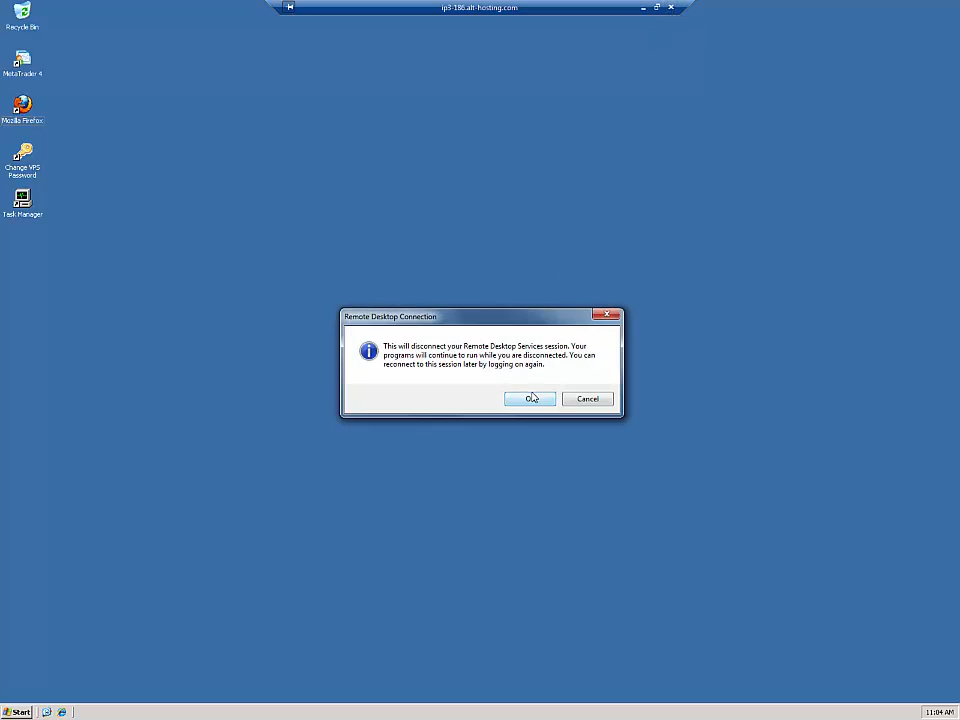 ip3-186.alt-hosting.com
Recycle Bin
MetaTrader 4
Mozilla Firefox
Change VPS
Password
Task Manager
Remote Desktop Connection
This will disconnect your Remote Desktop Services session. Your
programs will continue to run while you are disconnected. You can
reconnect to this session later by logging on again.
Cancel
Start
11:04 AM